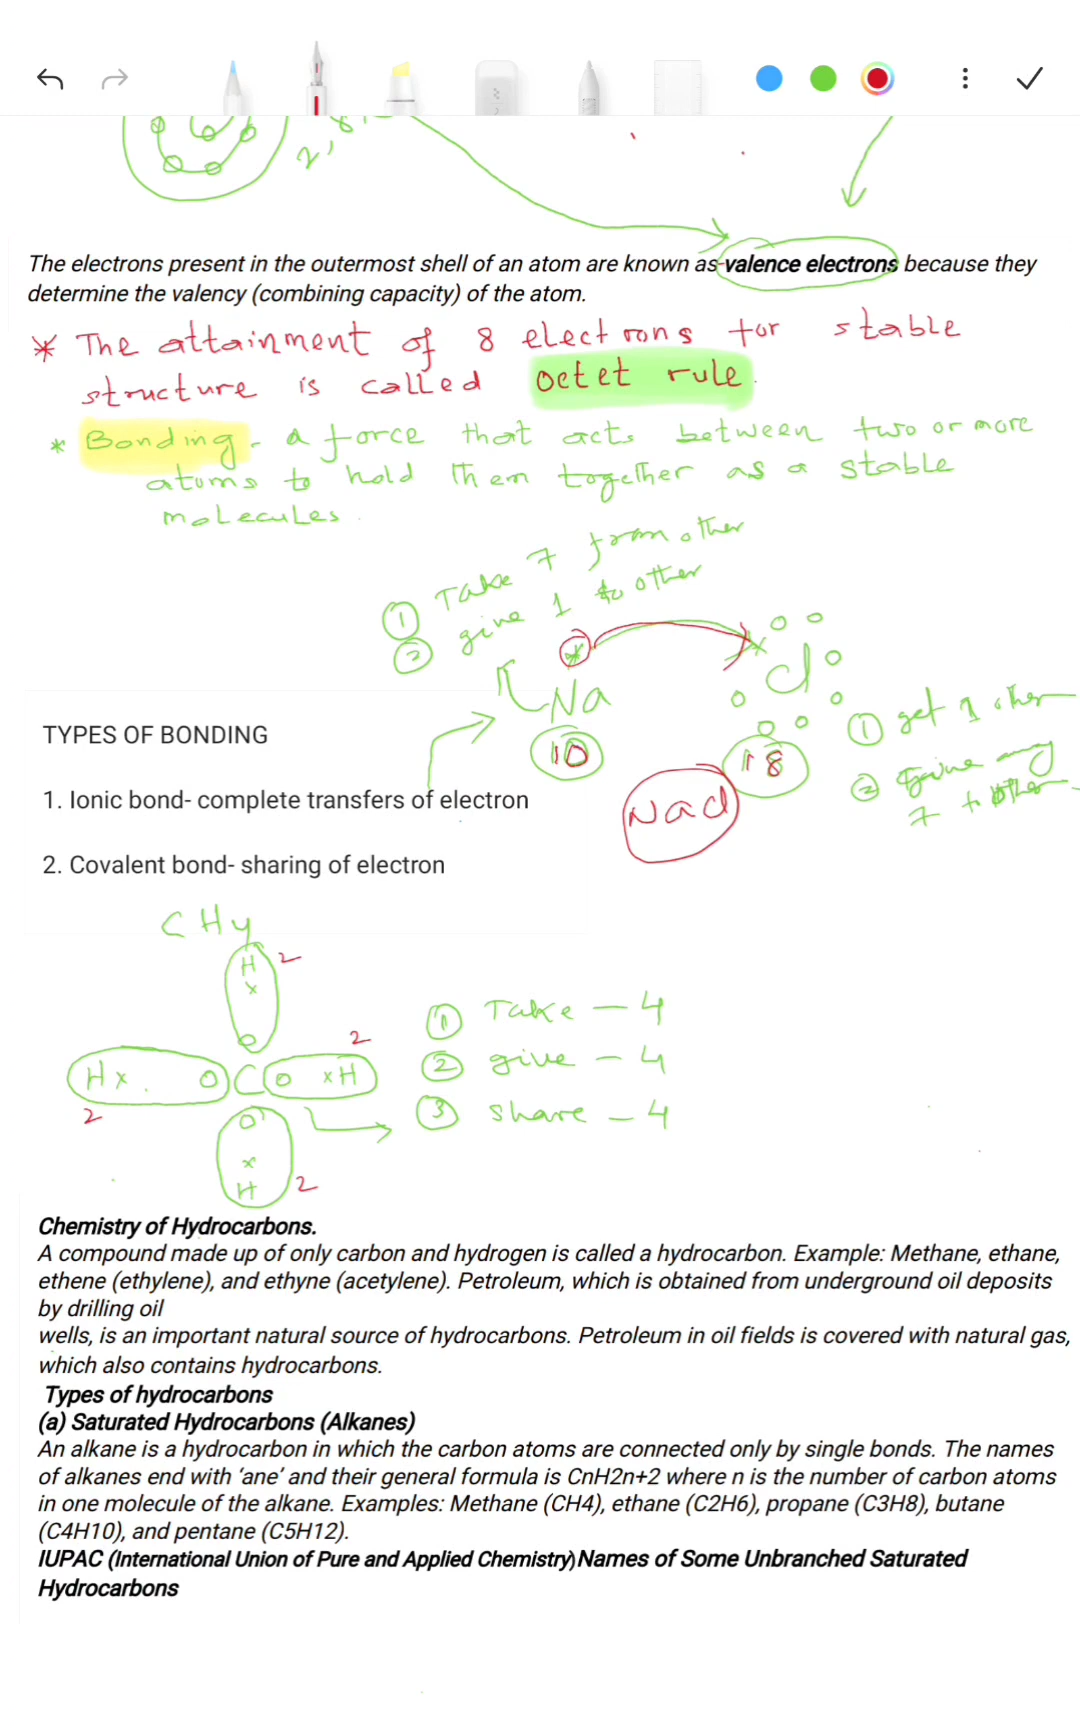 2, 8,
The electrons present in the outermost shell of an atom are known as valence electrons because they
determine the valency (combining capacity) of the atom.
* The attainment of 8 electrons for stable
structure is called octet rule.
* Bonding - a force that acts between two or more
atoms to hold them together as a stable
molecules.
① Take 7 from other
② give 1 to other
Na
Cl
10
18
① get 1 other
② give any
7 to other
NaCl
TYPES OF BONDING
1. Ionic bond- complete transfers of electron
2. Covalent bond- sharing of electron
CH4
H 2
x
2
Hx. C xH
2
x
H 2
① Take - 4
② give - 4
③ share - 4
Chemistry of Hydrocarbons.
A compound made up of only carbon and hydrogen is called a hydrocarbon. Example: Methane, ethane,
ethene (ethylene), and ethyne (acetylene). Petroleum, which is obtained from underground oil deposits
by drilling oil
wells, is an important natural source of hydrocarbons. Petroleum in oil fields is covered with natural gas,
which also contains hydrocarbons.
Types of hydrocarbons
(a) Saturated Hydrocarbons (Alkanes)
An alkane is a hydrocarbon in which the carbon atoms are connected only by single bonds. The names
of alkanes end with ‘ane’ and their general formula is CnH2n+2 where n is the number of carbon atoms
in one molecule of the alkane. Examples: Methane (CH4), ethane (C2H6), propane (C3H8), butane
(C4H10), and pentane (C5H12).
IUPAC (International Union of Pure and Applied Chemistry) Names of Some Unbranched Saturated
Hydrocarbons